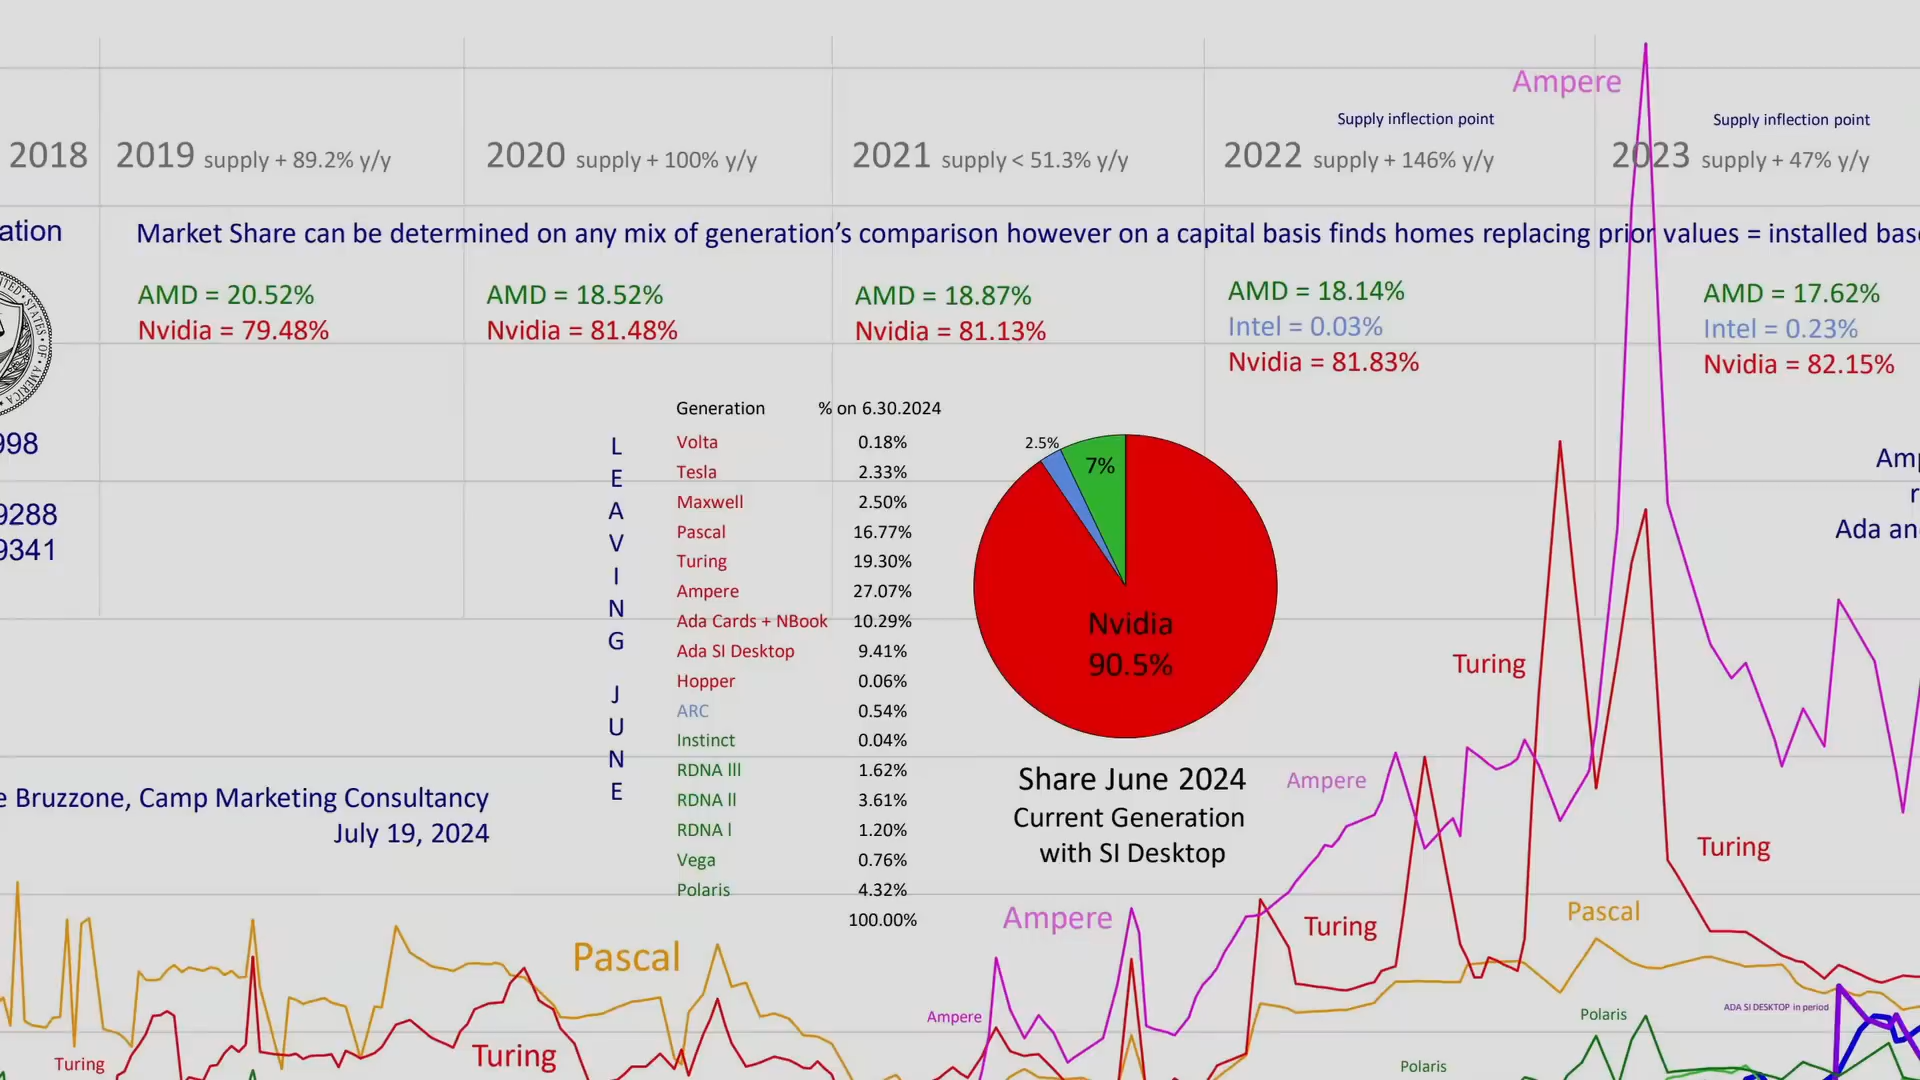 Ampere
Supply inflection point
Supply inflection point
2018
2019 supply + 89.2% y/y
2020 supply + 100% y/y
2021 supply < 51.3% y/y
2022 supply + 146% y/y
2023 supply + 47% y/y
ation
Market Share can be determined on any mix of generation's comparison however on a capital basis finds homes replacing prior values = installed bas
AMD = 20.52%
Nvidia = 79.48%
AMD = 18.52%
Nvidia = 81.48%
AMD = 18.87%
Nvidia = 81.13%
AMD = 18.14%
Intel = 0.03%
Nvidia = 81.83%
AMD = 17.62%
Intel = 0.23%
Nvidia = 82.15%
STATES OF AMERICA
998
9288
9341
LEAVING JUNE
Generation % on 6.30.2024
Volta 0.18%
Tesla 2.33%
Maxwell 2.50%
Pascal 16.77%
Turing 19.30%
Ampere 27.07%
Ada Cards + NBook 10.29%
Ada SI Desktop 9.41%
Hopper 0.06%
ARC 0.54%
Instinct 0.04%
RDNA lll 1.62%
RDNA ll 3.61%
RDNA l 1.20%
Vega 0.76%
Polaris 4.32%
100.00%
2.5%
7%
Nvidia
90.5%
Share June 2024
Current Generation
with SI Desktop
Am
Ada an
e Bruzzone, Camp Marketing Consultancy
July 19, 2024
Turing
Ampere
Turing
Pascal
Ampere
Turing
Pascal
Ampere
ADA SI DESKTOP in period
Polaris
Turing
Turing
Polaris